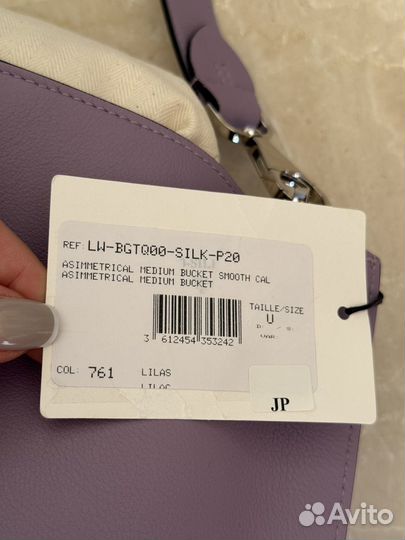 REF: LW-BGTQ00-SILK-P20
ASIMMETRICAL MEDIUM BUCKET SMOOTH CAL
ASIMMETRICAL MEDIUM BUCKET
TAILLE/SIZE
U
3 612454 353242
COL: 761 LILAS
LILAC
JP
Avito